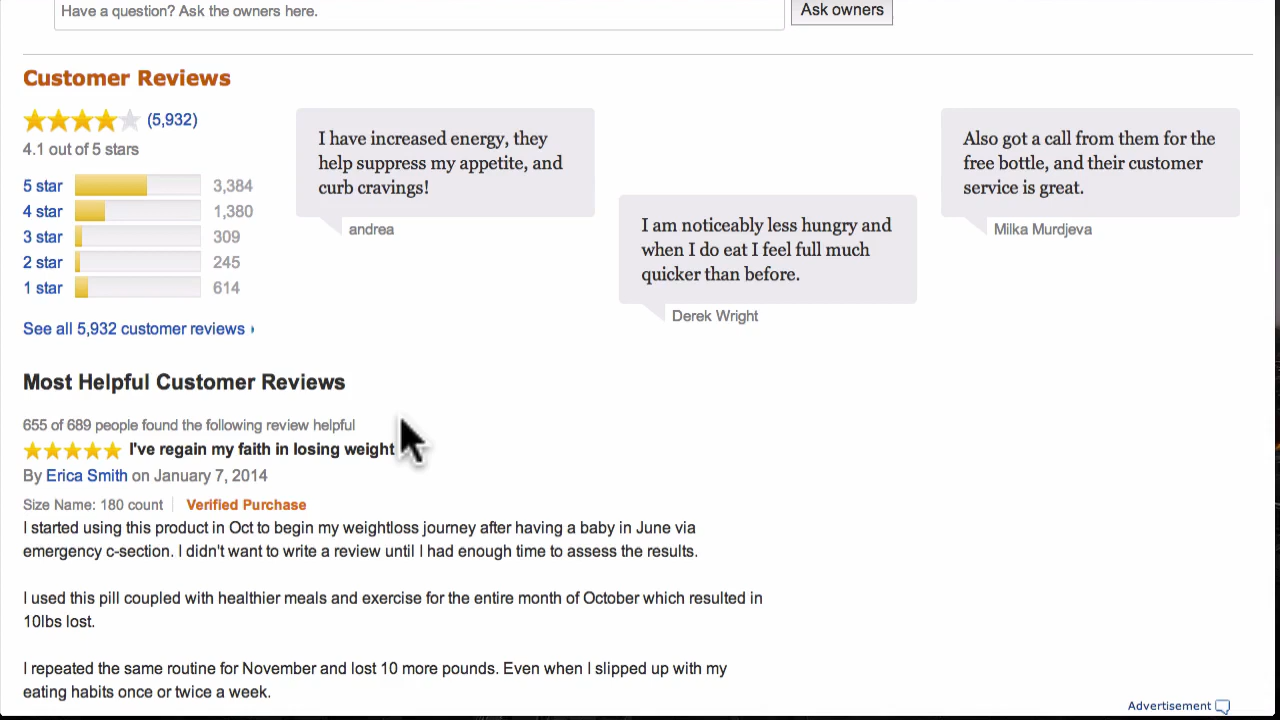 Have a question? Ask the owners here.
Ask owners
Customer Reviews
(5,932)
4.1 out of 5 stars
5 star 3,384
4 star 1,380
3 star 309
2 star 245
1 star 614
See all 5,932 customer reviews
I have increased energy, they
help suppress my appetite, and
curb cravings!
andrea
I am noticeably less hungry and
when I do eat I feel full much
quicker than before.
Derek Wright
Also got a call from them for the
free bottle, and their customer
service is great.
Milka Murdjeva
Most Helpful Customer Reviews
655 of 689 people found the following review helpful
I've regain my faith in losing weight
By Erica Smith on January 7, 2014
Size Name: 180 count | Verified Purchase
I started using this product in Oct to begin my weightloss journey after having a baby in June via
emergency c-section. I didn't want to write a review until I had enough time to assess the results.
I used this pill coupled with healthier meals and exercise for the entire month of October which resulted in
10lbs lost.
I repeated the same routine for November and lost 10 more pounds. Even when I slipped up with my
eating habits once or twice a week.
Advertisement